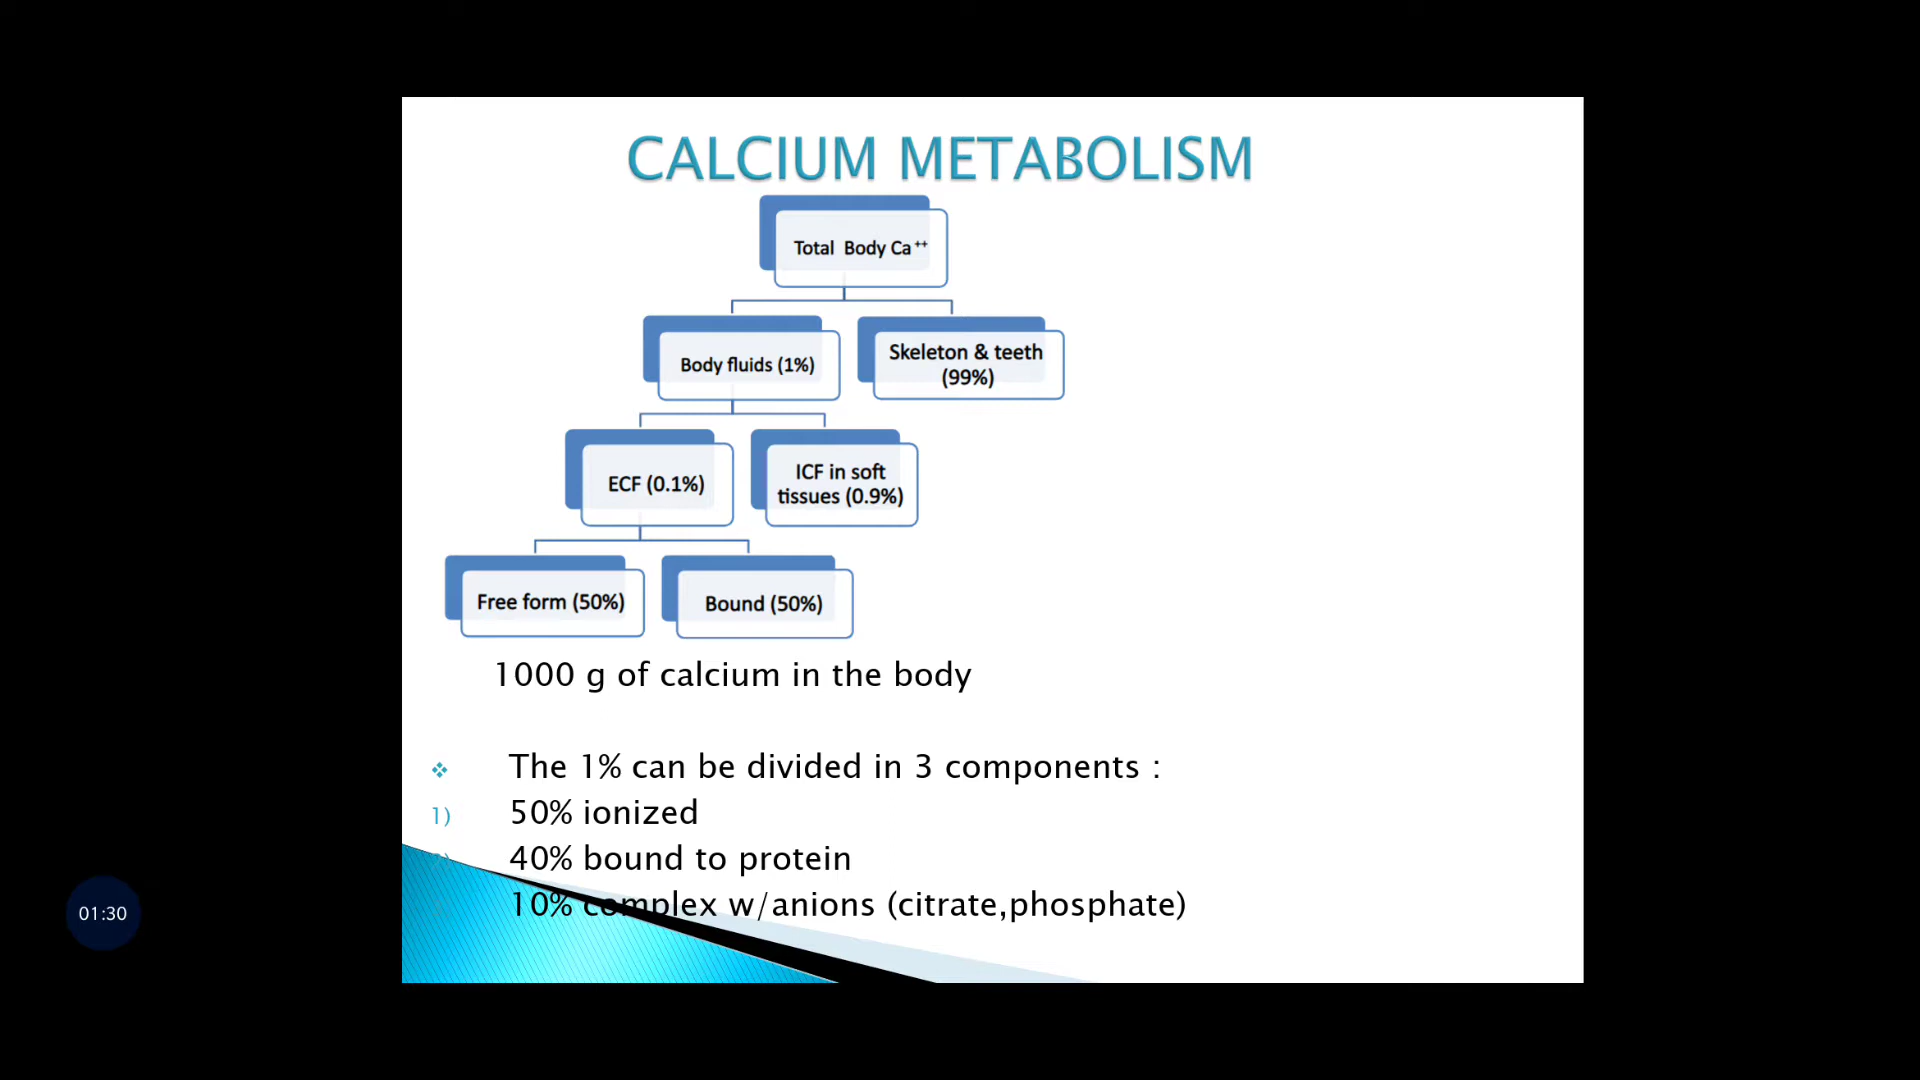 CALCIUM METABOLISM
Total Body Ca++
Body fluids (1%)
Skeleton & teeth
(99%)
ECF (0.1%)
ICF in soft
tissues (0.9%)
Free form (50%)
Bound (50%)
1000 g of calcium in the body
❖ The 1% can be divided in 3 components :
1) 50% ionized
40% bound to protein
10% complex w/anions (citrate,phosphate)
01:30